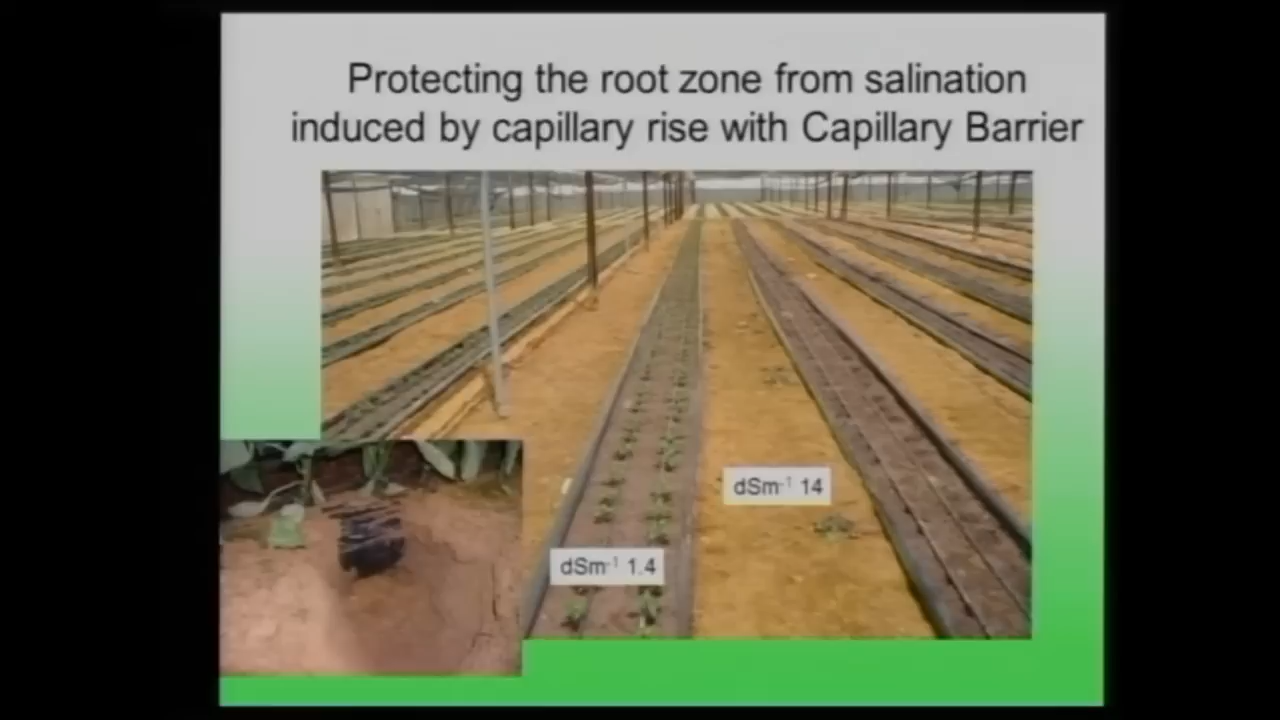 Protecting the root zone from salination
induced by capillary rise with Capillary Barrier
dSm⁻¹ 14
dSm⁻¹ 1.4